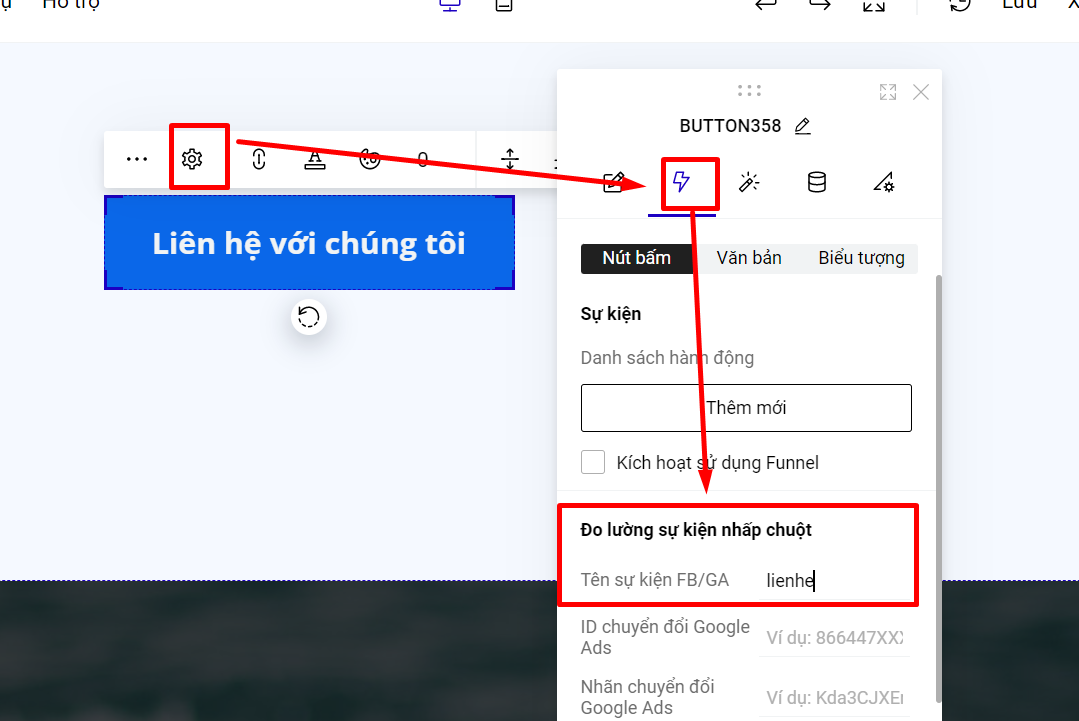 Hỗ trợ
Lưu
BUTTON358
Liên hệ với chúng tôi
Nút bấm Văn bản Biểu tượng
Sự kiện
Danh sách hành động
Thêm mới
Kích hoạt sử dụng Funnel
Đo lường sự kiện nhấp chuột
Tên sự kiện FB/GA lienhe
ID chuyển đổi Google
Ads
Ví dụ: 866447XXX
Nhãn chuyển đổi
Google Ads
Ví dụ: Kda3CJXE